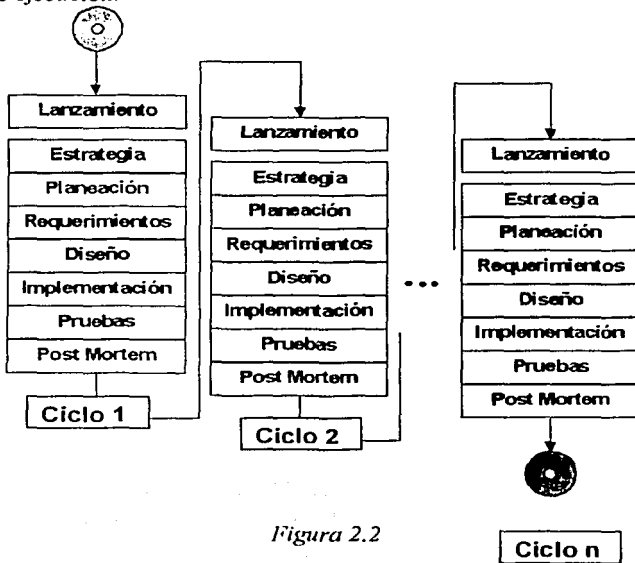 ejecución.
Lanzamiento
Estrategia
Planeación
Requerimientos
Diseño
Implementación
Pruebas
Post Mortem
Ciclo 1
Lanzamiento
Estrategia
Planeación
Requerimientos
Diseño
Implementación
Pruebas
Post Mortem
Ciclo 2
...
Lanzamiento
Estrategia
Planeación
Requerimientos
Diseño
Implementación
Pruebas
Post Mortem
Figura 2.2
Ciclo n